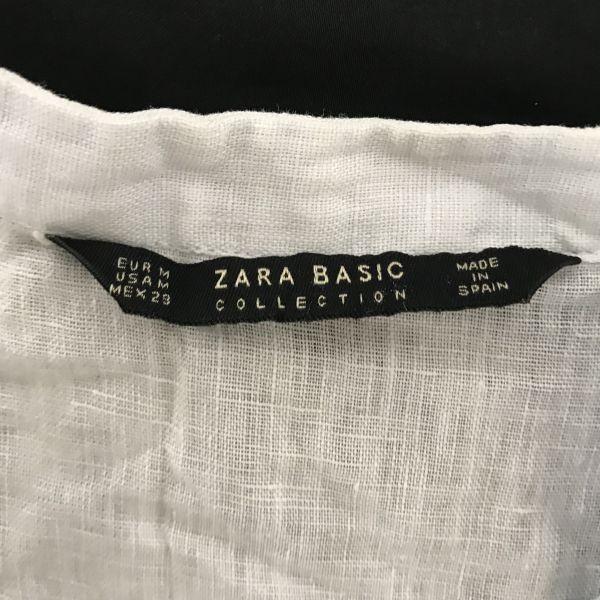 EUR M
USA M
MEX 28
ZARA BASIC
COLLECTION
MADE
IN
SPAIN